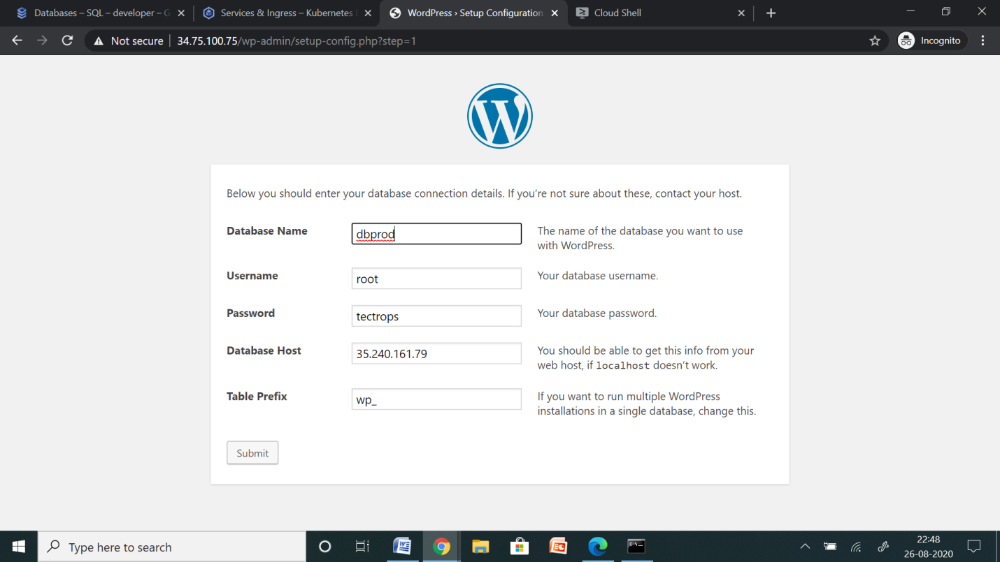 Databases – SQL – developer – G
Services & Ingress – Kubernetes
WordPress › Setup Configuration
Cloud Shell
Not secure
34.75.100.75/wp-admin/setup-config.php?step=1
Incognito
Below you should enter your database connection details. If you’re not sure about these, contact your host.
Database Name
dbprod
The name of the database you want to use
with WordPress.
Username
root
Your database username.
Password
tectrops
Your database password.
Database Host
35.240.161.79
You should be able to get this info from your
web host, if localhost doesn’t work.
Table Prefix
wp_
If you want to run multiple WordPress
installations in a single database, change this.
Submit
Type here to search
22:48
26-08-2020